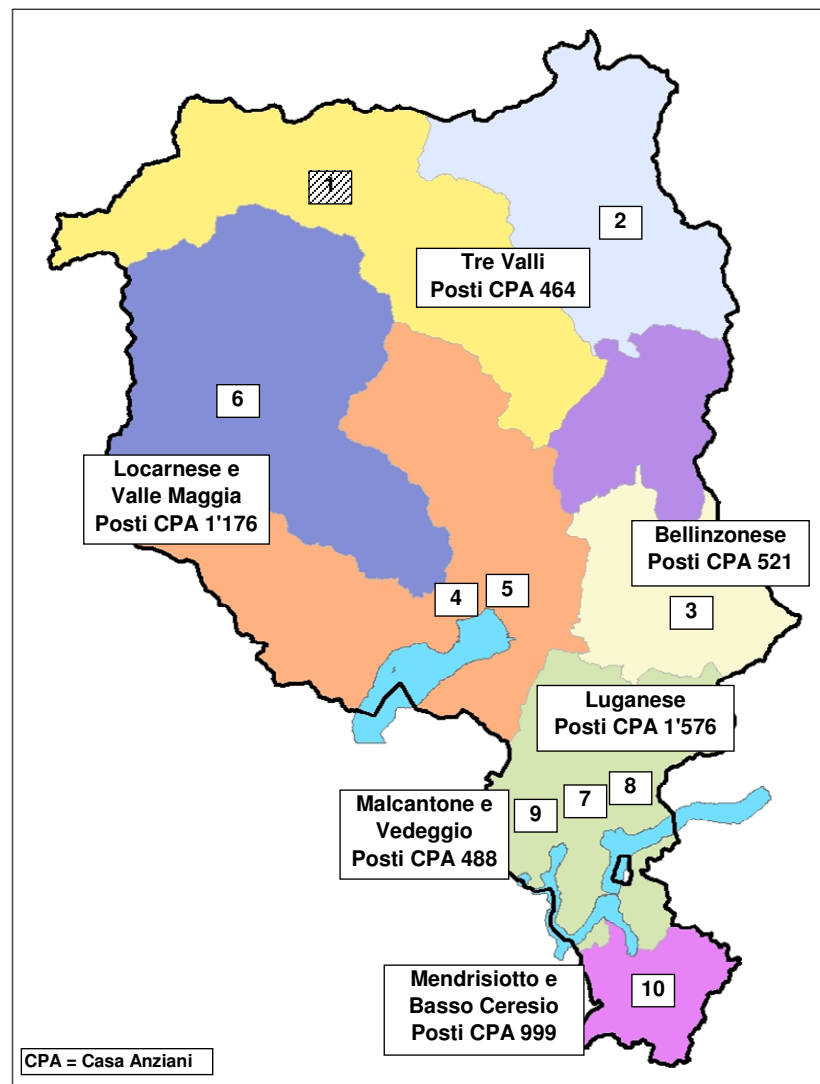 1
2
Tre Valli
Posti CPA 464
6
Locarnese e
Valle Maggia
Posti CPA 1'176
Bellinzonese
Posti CPA 521
4
5
3
Luganese
Posti CPA 1'576
Malcantone e
Vedeggio
Posti CPA 488
9
7
8
Mendrisiotto e
Basso Ceresio
Posti CPA 999
10
CPA = Casa Anziani